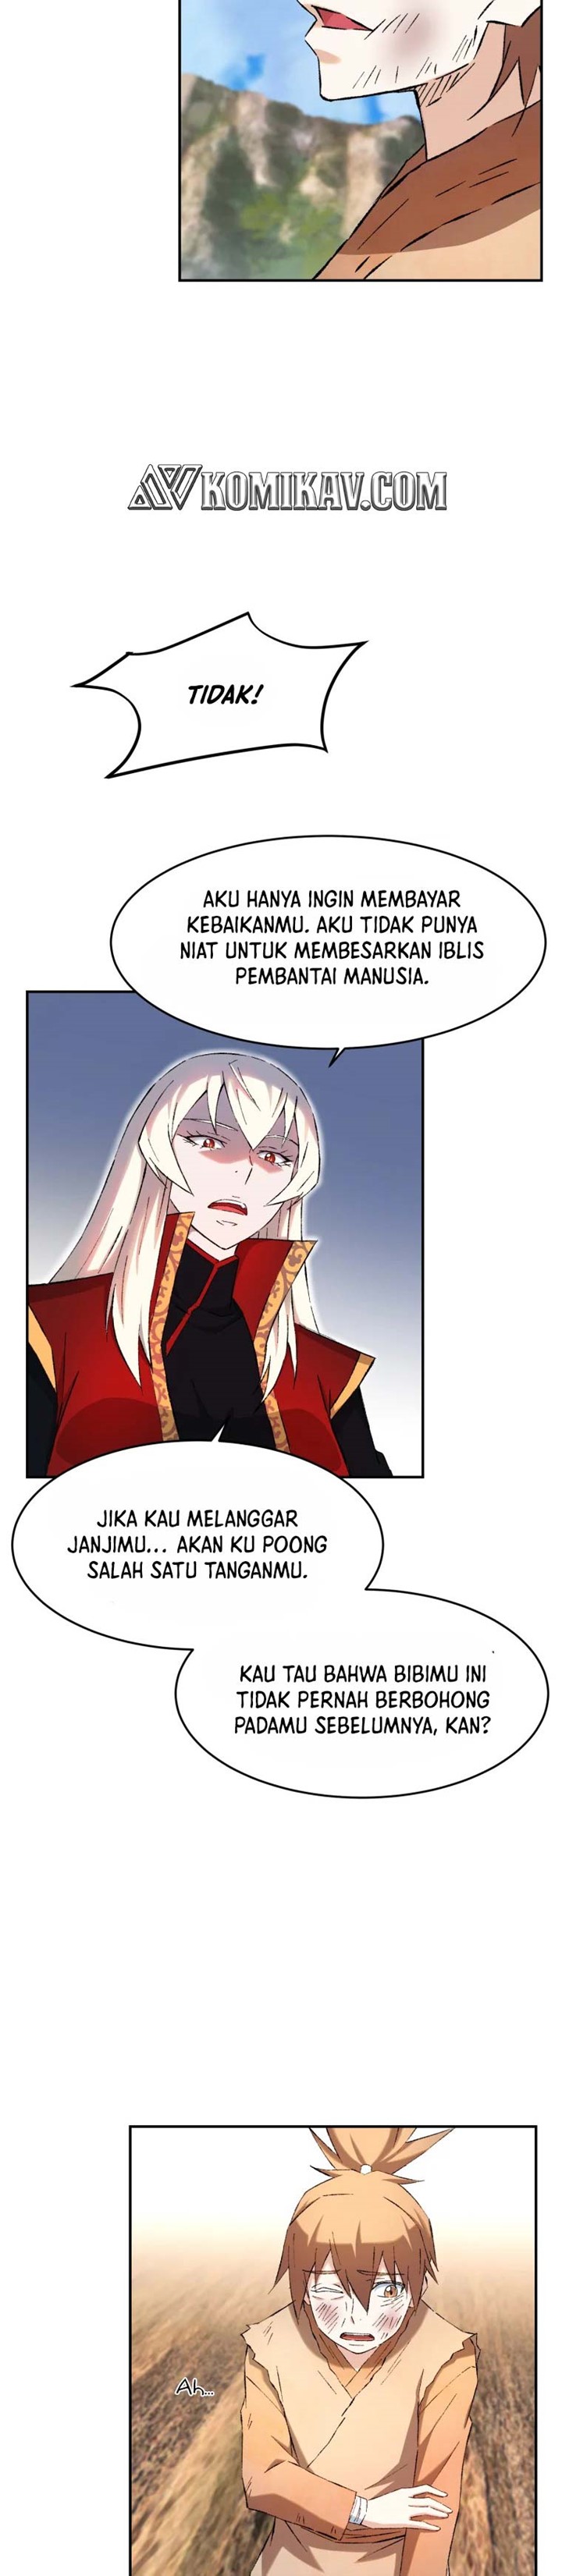 KOMIKAV.COM
TIDAK!
AKU HANYA INGIN MEMBAYAR
KEBAIKANMU. AKU TIDAK PUNYA
NIAT UNTUK MEMBESARKAN IBLIS
PEMBANTAI MANUSIA.
JIKA KAU MELANGGAR
JANJIMU... AKAN KU POONG
SALAH SATU TANGANMU.
KAU TAU BAHWA BIBIMU INI
TIDAK PERNAH BERBOHONG
PADAMU SEBELUMNYA, KAN?
Ah...